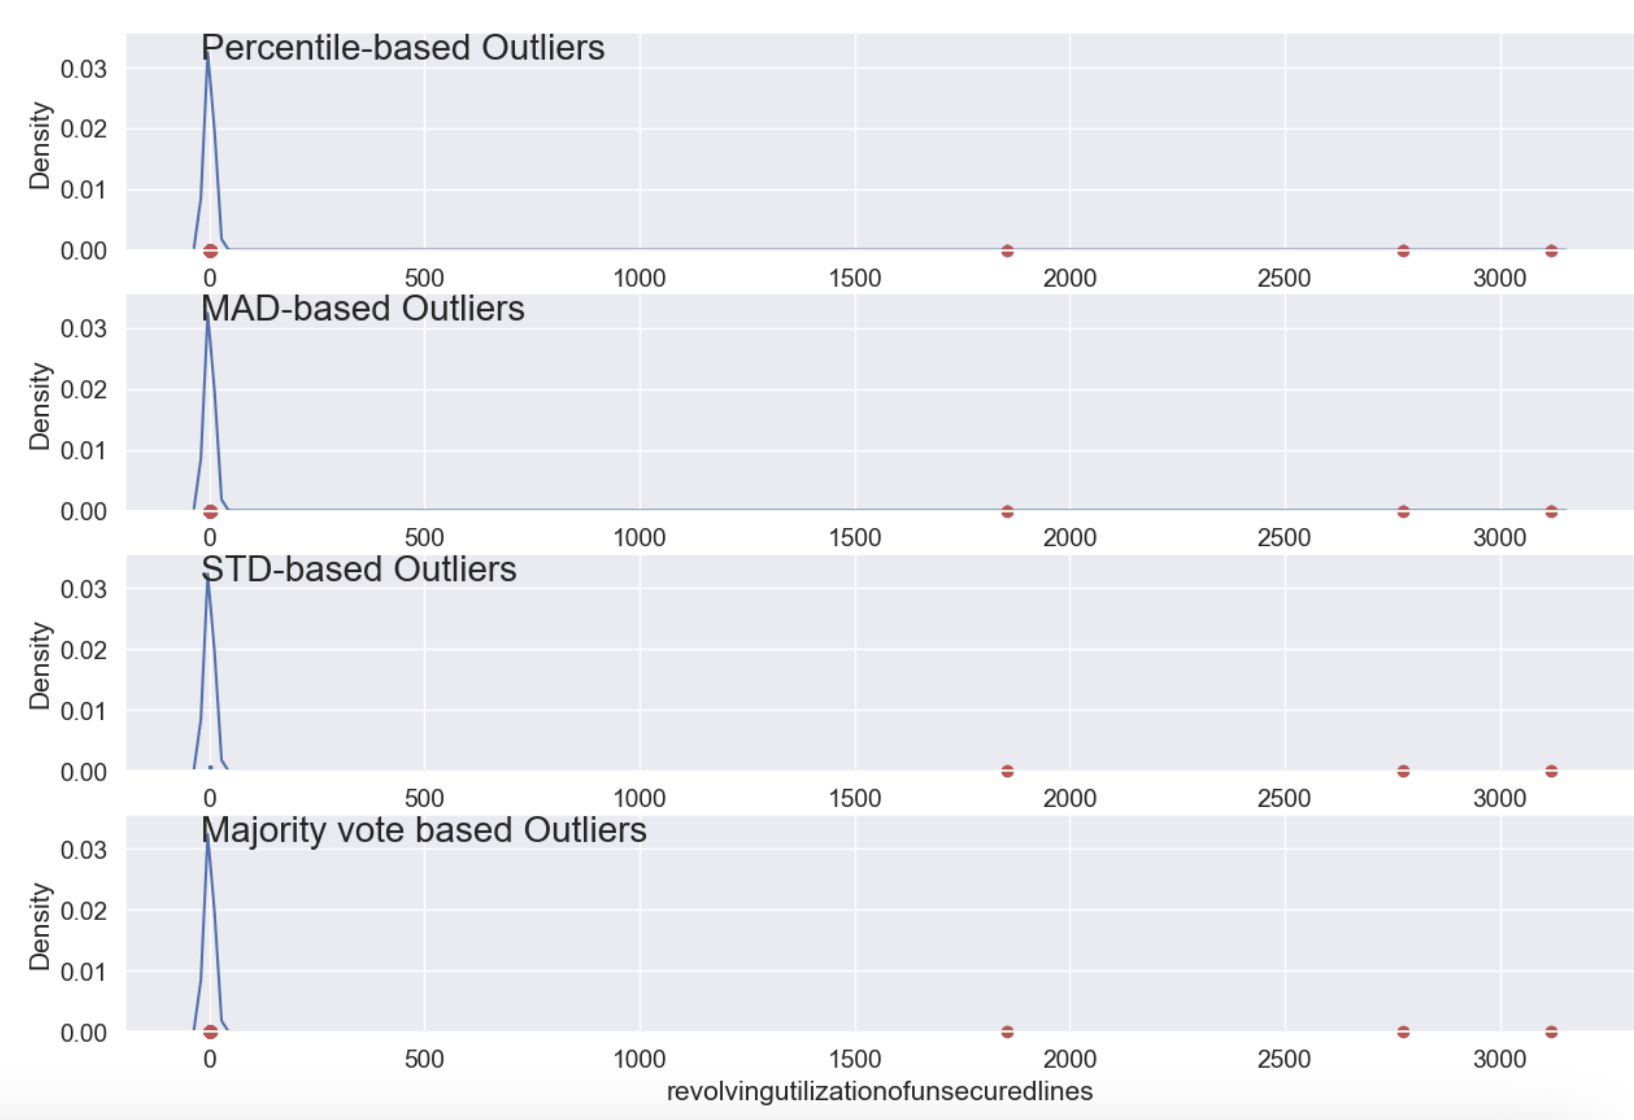 Percentile-based Outliers
0.03
0.02
0.01
0.00
Density
0 500 1000 1500 2000 2500 3000
MAD-based Outliers
0.03
0.02
0.01
0.00
Density
0 500 1000 1500 2000 2500 3000
STD-based Outliers
0.03
0.02
0.01
0.00
Density
0 500 1000 1500 2000 2500 3000
Majority vote based Outliers
0.03
0.02
0.01
0.00
Density
0 500 1000 1500 2000 2500 3000
revolvingutilizationofunsecuredlines